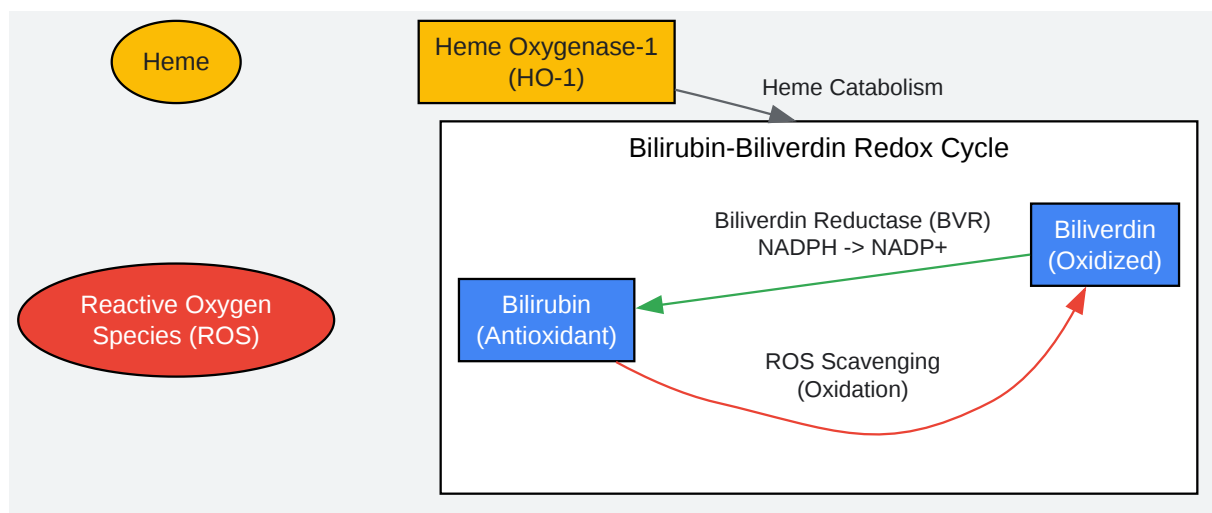 Heme
Heme Oxygenase-1
(HO-1)
Heme Catabolism
Bilirubin-Biliverdin Redox Cycle
Biliverdin Reductase (BVR)
NADPH -> NADP+
Biliverdin
(Oxidized)
Reactive Oxygen
Species (ROS)
Bilirubin
(Antioxidant)
ROS Scavenging
(Oxidation)